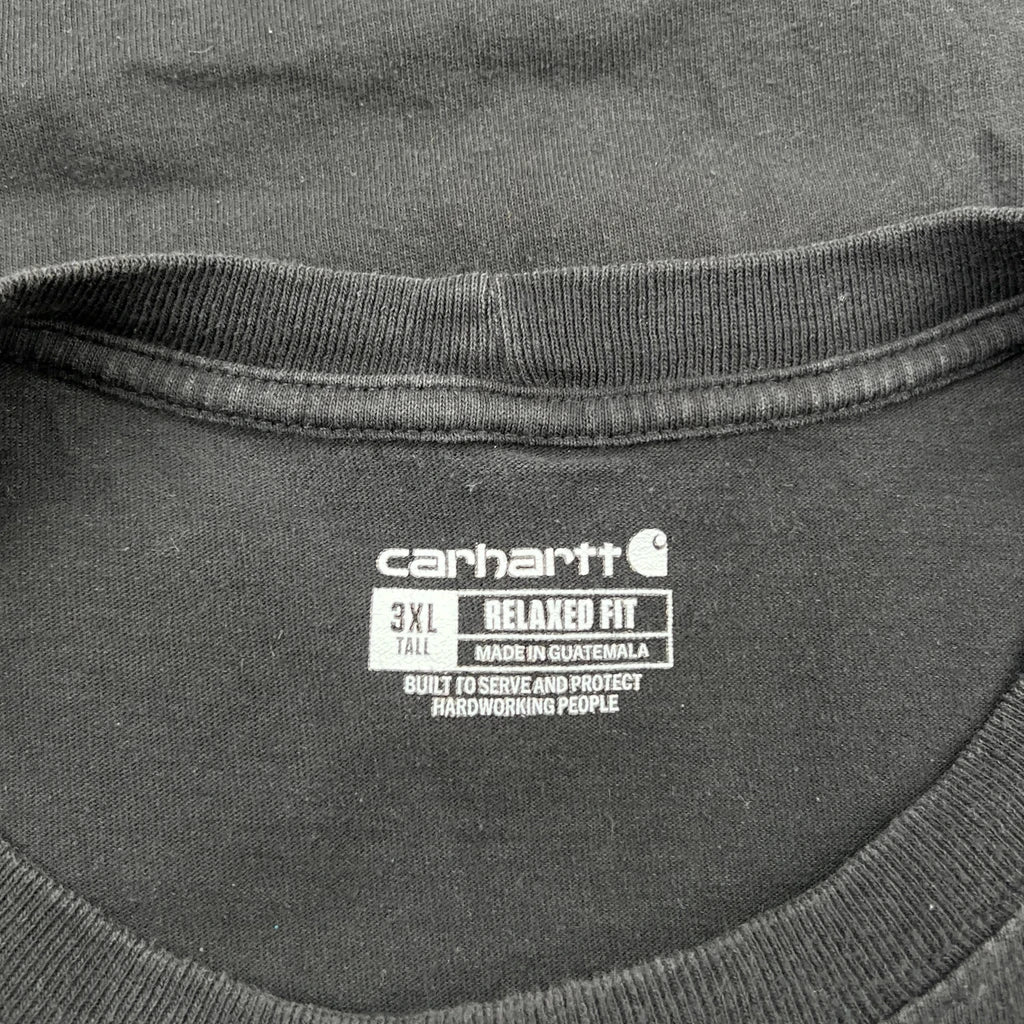 carhartt
3XL
TALL
RELAXED FIT
MADE IN GUATEMALA
BUILT TO SERVE AND PROTECT
HARDWORKING PEOPLE